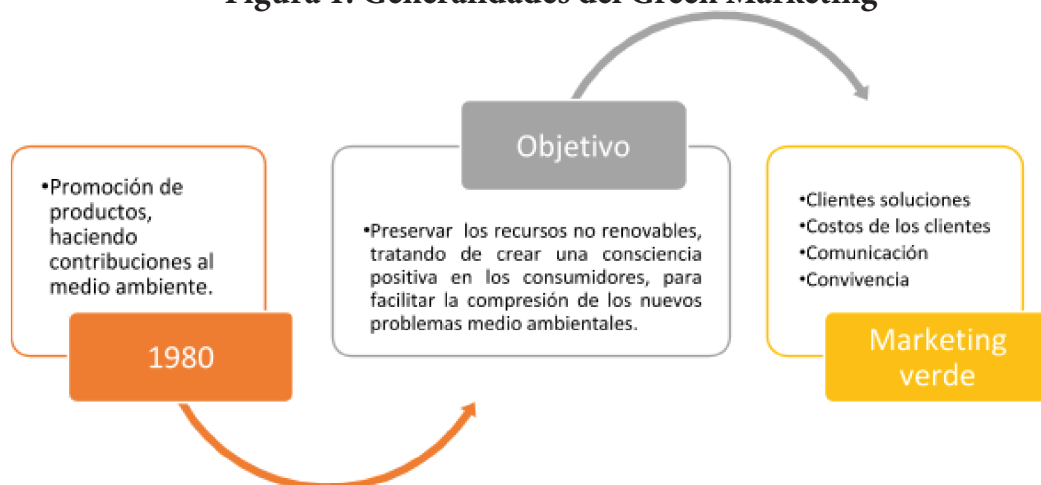 Figura 1. Generalidades del Green Marketing
•Promoción de
productos,
haciendo
contribuciones al
medio ambiente.
1980
Objetivo
•Preservar los recursos no renovables,
tratando de crear una consciencia
positiva en los consumidores, para
facilitar la compresión de los nuevos
problemas medio ambientales.
•Clientes soluciones
•Costos de los clientes
•Comunicación
•Convivencia
Marketing
verde